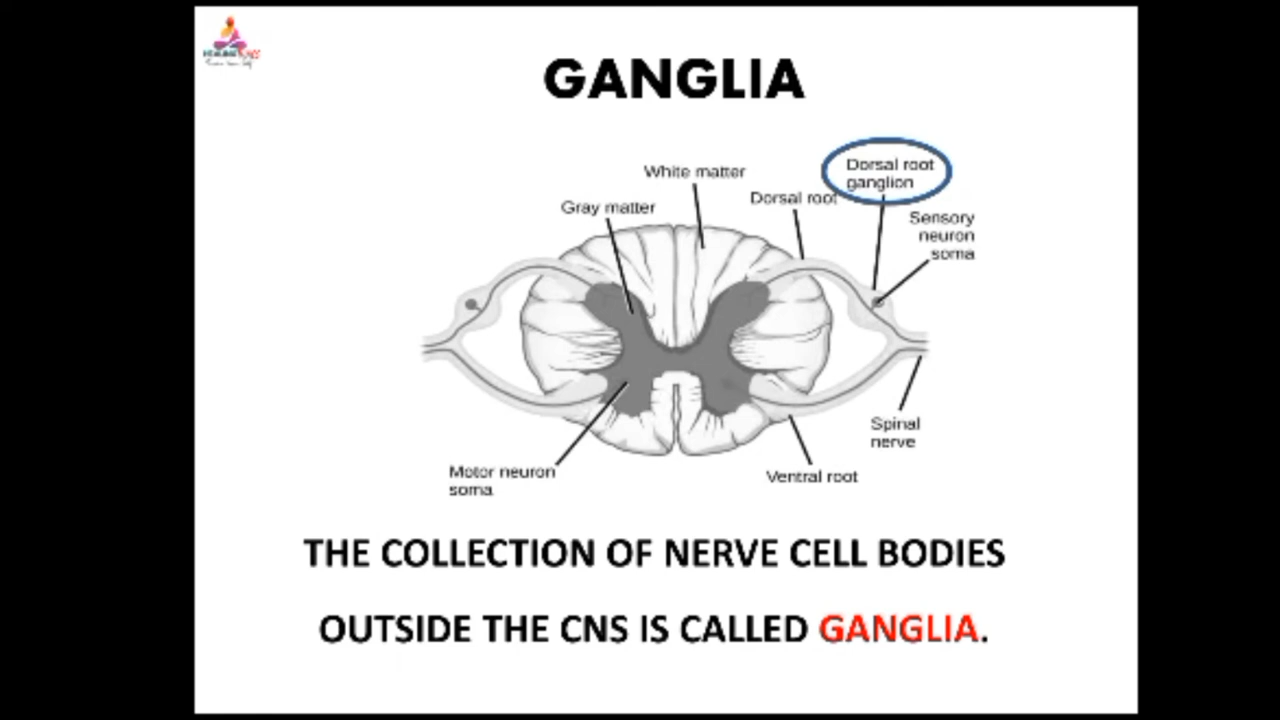 GANGLIA
White matter
Dorsal root
ganglion
Gray matter
Dorsal root
Sensory
neuron
soma
Spinal
nerve
Motor neuron
soma
Ventral root
THE COLLECTION OF NERVE CELL BODIES
OUTSIDE THE CNS IS CALLED GANGLIA.